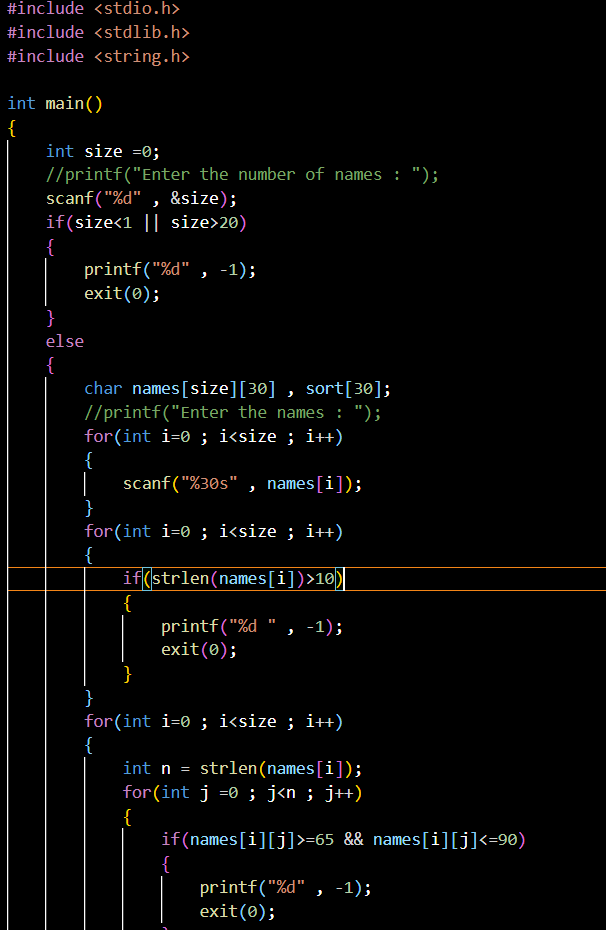 #include <stdio.h>
#include <stdlib.h>
#include <string.h>

int main()
{
    int size =0;
    //printf("Enter the number of names : ");
    scanf("%d" , &size);
    if(size<1 || size>20)
    {
        printf("%d" , -1);
        exit(0);
    }
    else
    {
        char names[size][30] , sort[30];
        //printf("Enter the names : ");
        for(int i=0 ; i<size ; i++)
        {
            scanf("%30s" , names[i]);
        }
        for(int i=0 ; i<size ; i++)
        {
            if(strlen(names[i])>10)
            {
                printf("%d " , -1);
                exit(0);
            }
        }
        for(int i=0 ; i<size ; i++)
        {
            int n = strlen(names[i]);
            for(int j =0 ; j<n ; j++)
            {
                if(names[i][j]>=65 && names[i][j]<=90)
                {
                    printf("%d" , -1);
                    exit(0);